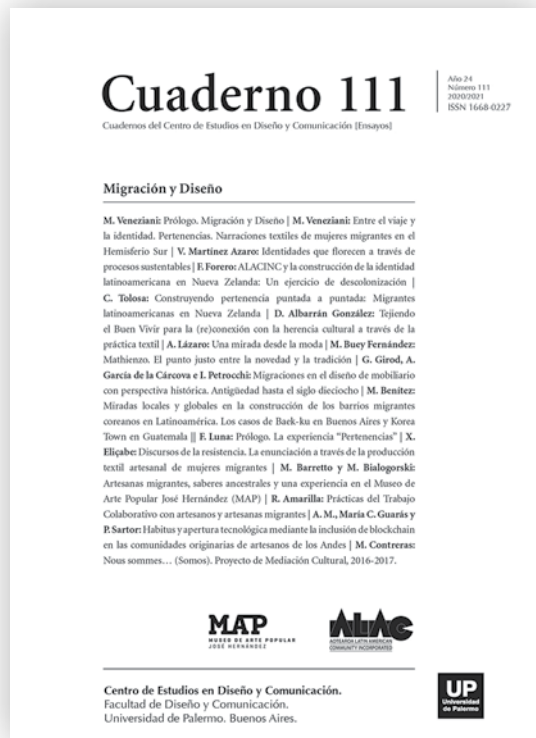 Cuaderno 111
Año 24
Número 111
2020/2021
ISSN 1668-0227
Cuadernos del Centro de Estudios en Diseño y Comunicación [Ensayos]
Migración y Diseño
M. Veneziani: Prólogo. Migración y Diseño | M. Veneziani: Entre el viaje y
la identidad. Pertenencias. Narraciones textiles de mujeres migrantes en el
Hemisferio Sur | V. Martínez Azaro: Identidades que florecen a través de
procesos sustentables | F. Forero: ALACINC y la construcción de la identidad
latinoamericana en Nueva Zelanda: Un ejercicio de descolonización |
C. Tolosa: Construyendo pertenencia puntada a puntada: Migrantes
latinoamericanas en Nueva Zelanda | D. Albarrán González: Tejiendo
el Buen Vivir para la (re)conexión con la herencia cultural a través de la
práctica textil | A. Lázaro: Una mirada desde la moda | M. Buey Fernández:
Mathienzo. El punto justo entre la novedad y la tradición | G. Girod, A.
García de la Cárcova e I. Petrocchi: Migraciones en el diseño de mobiliario
con perspectiva histórica. Antigüedad hasta el siglo dieciocho | M. Benítez:
Miradas locales y globales en la construcción de los barrios migrantes
coreanos en Latinoamérica. Los casos de Baek-ku en Buenos Aires y Korea
Town en Guatemala || F. Luna: Prólogo. La experiencia “Pertenencias” | X.
Eliçabe: Discursos de la resistencia. La enunciación a través de la producción
textil artesanal de mujeres migrantes | M. Barretto y M. Bialogorski:
Artesanas migrantes, saberes ancestrales y una experiencia en el Museo de
Arte Popular José Hernández (MAP) | R. Amarilla: Prácticas del Trabajo
Colaborativo con artesanos y artesanas migrantes | A. M., María C. Guarás y
P. Sartor: Habitus y apertura tecnológica mediante la inclusión de blockchain
en las comunidades originarias de artesanos de los Andes | M. Contreras:
Nous sommes… (Somos). Proyecto de Mediación Cultural, 2016-2017.
MAP
MUSEO DE ARTE POPULAR
JOSÉ HERNÁNDEZ
ALAC
AOTEAROA LATIN AMERICAN
COMMUNITY INCORPORATED
Centro de Estudios en Diseño y Comunicación.
Facultad de Diseño y Comunicación.
Universidad de Palermo. Buenos Aires.
UP
Universidad
de Palermo